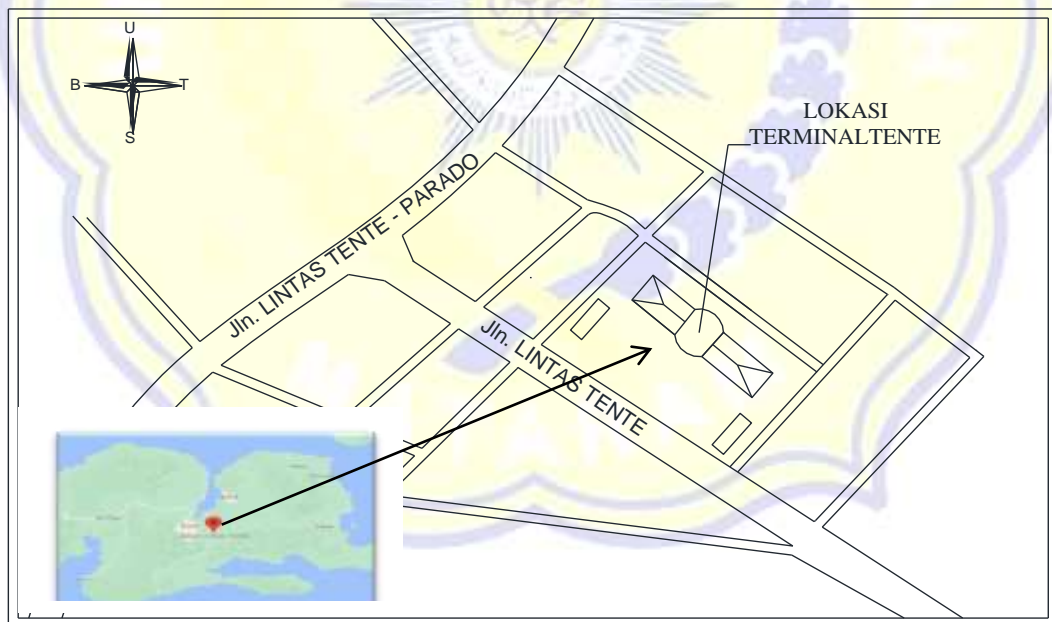 U
B T
S
LOKASI
TERMINALTENTE
Jln. LINTAS TENTE - PARADO
Jln. LINTAS TENTE